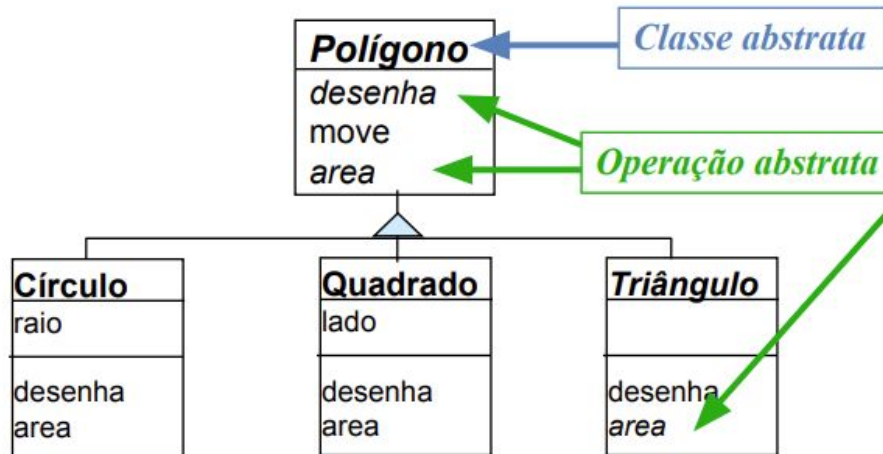 Polígono
Classe abstrata
desenha
move
area
Operação abstrata
Círculo
raio
desenha
area
Quadrado
lado
desenha
area
Triângulo
desenha
area